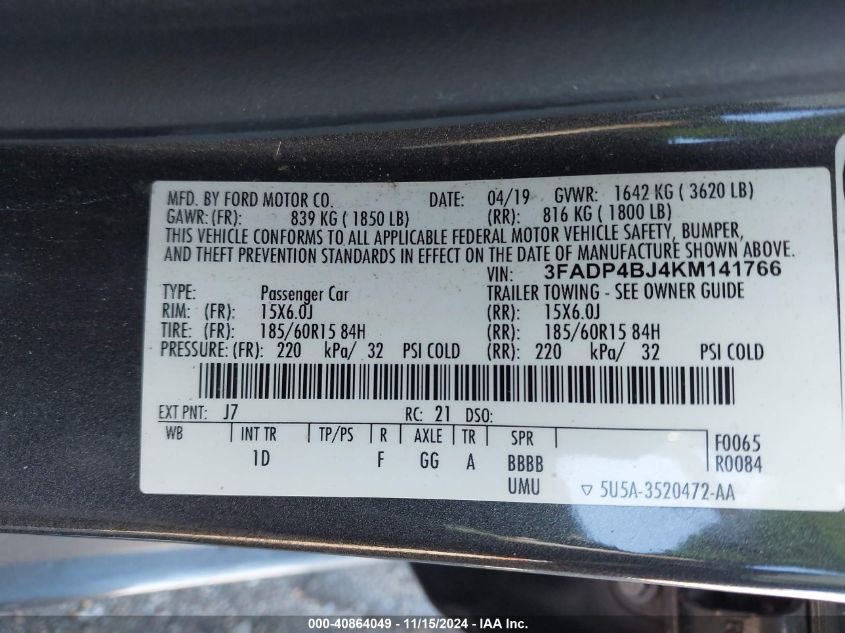 MFD. BY FORD MOTOR CO. DATE: 04/19 GVWR: 1642 KG ( 3620 LB)
GAWR: (FR): 839 KG ( 1850 LB) (RR): 816 KG ( 1800 LB)
THIS VEHICLE CONFORMS TO ALL APPLICABLE FEDERAL MOTOR VEHICLE SAFETY, BUMPER,
AND THEFT PREVENTION STANDARDS IN EFFECT ON THE DATE OF MANUFACTURE SHOWN ABOVE.
VIN: 3FADP4BJ4KM141766
TYPE: Passenger Car TRAILER TOWING - SEE OWNER GUIDE
RIM: (FR): 15X6.0J (RR): 15X6.0J
TIRE: (FR): 185/60R15 84H (RR): 185/60R15 84H
PRESSURE: (FR): 220 kPa/ 32 PSI COLD (RR): 220 kPa/ 32 PSI COLD
EXT PNT: J7 RC: 21 DSO:
WB INT TR TP/PS R AXLE TR SPR F0065
1D F GG A BBBB R0084
UMU ▽ 5U5A-3520472-AA
000-40864049 - 11/15/2024 - IAA Inc.